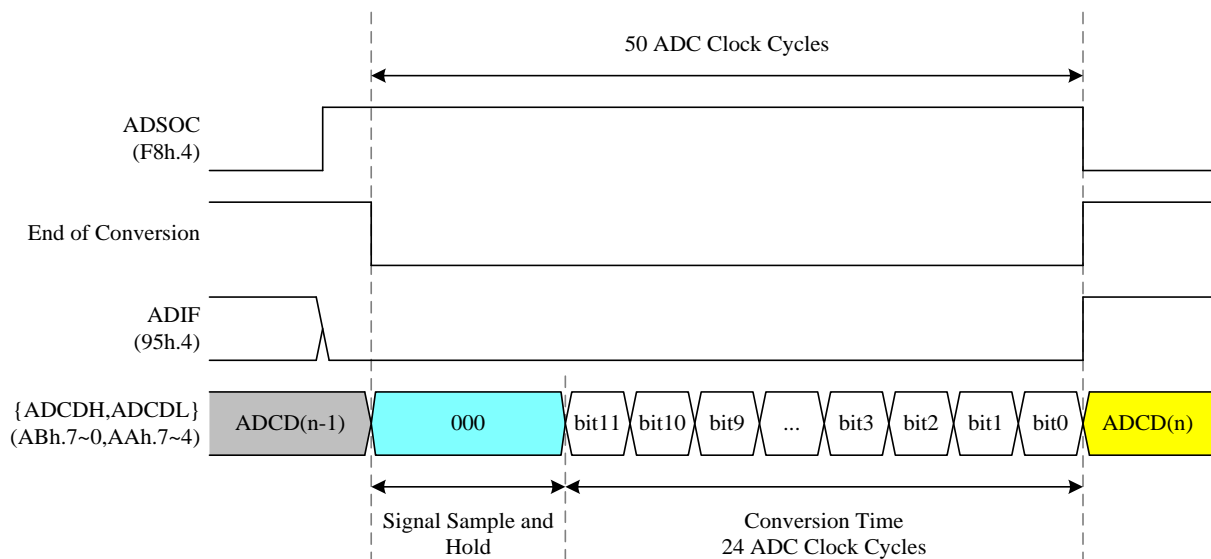 50 ADC Clock Cycles
ADSOC
(F8h.4)
End of Conversion
ADIF
(95h.4)
{ADCDH,ADCDL}
(ABh.7~0,AAh.7~4)
ADCD(n-1)
000
bit11
bit10
bit9
...
bit3
bit2
bit1
bit0
ADCD(n)
Signal Sample and
Hold
Conversion Time
24 ADC Clock Cycles